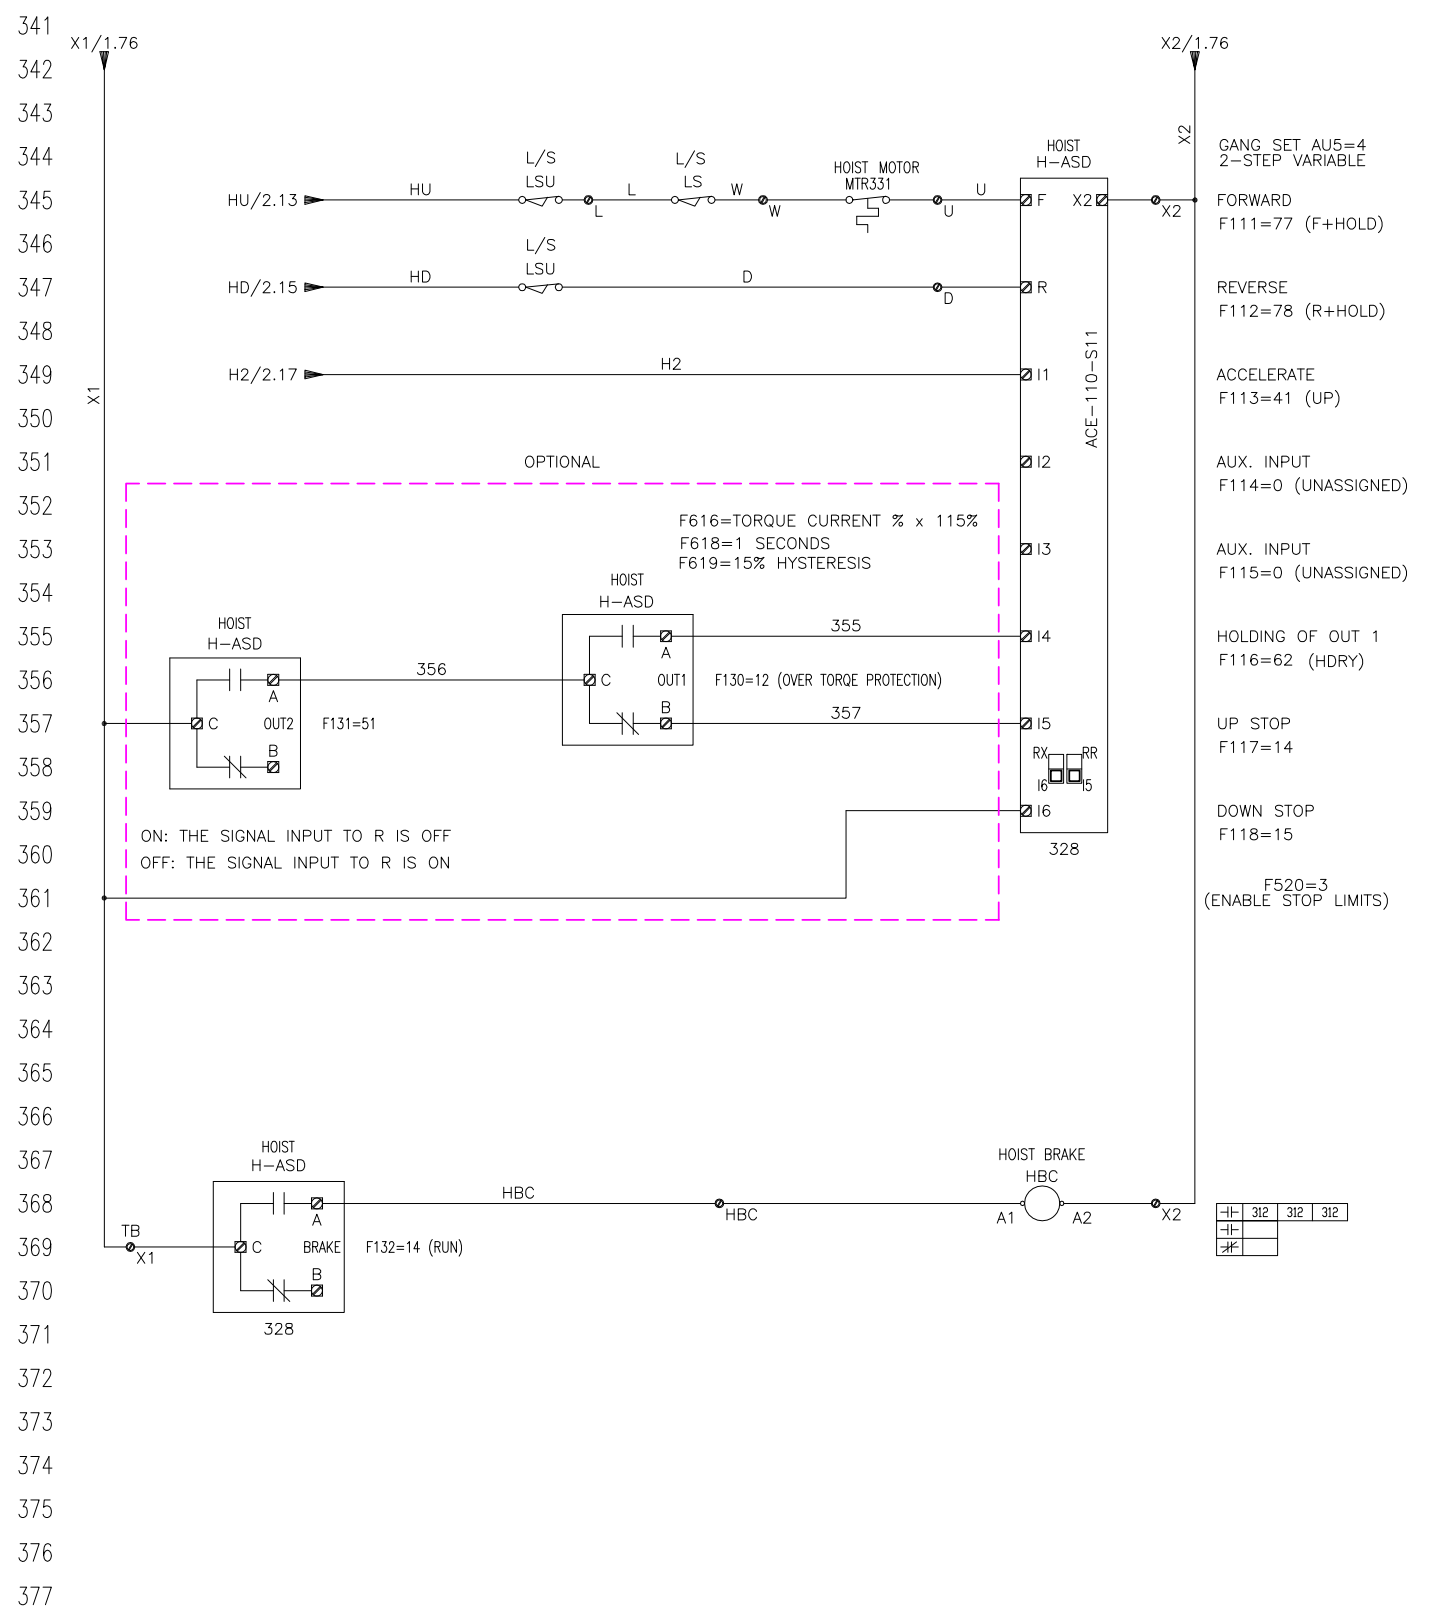 341
X1/1.76
X2/1.76
342
343
X2
344
L/S
L/S
HOIST
H-ASD
GANG SET AU5=4
2-STEP VARIABLE
HOIST MOTOR
MTR331
LSU
LS
345
HU/2.13
HU
L
L
W
W
U
U
F
X2
X2
FORWARD
F111=77 (F+HOLD)
346
L/S
LSU
347
HD/2.15
HD
D
D
R
REVERSE
F112=78 (R+HOLD)
348
349
H2/2.17
H2
I1
ACCELERATE
F113=41 (UP)
X1
ACE-110-S11
350
351
OPTIONAL
I2
AUX. INPUT
F114=0 (UNASSIGNED)
352
F616=TORQUE CURRENT % x 115%
F618=1 SECONDS
F619=15% HYSTERESIS
353
I3
AUX. INPUT
F115=0 (UNASSIGNED)
354
HOIST
H-ASD
HOIST
H-ASD
355
355
A
I4
HOLDING OF OUT 1
F116=62 (HDRY)
356
356
A
C
OUT1
F130=12 (OVER TORQE PROTECTION)
357
C
OUT2
F131=51
B
357
I5
UP STOP
F117=14
358
B
RX
RR
I6
I5
359
I6
DOWN STOP
F118=15
ON: THE SIGNAL INPUT TO R IS OFF
OFF: THE SIGNAL INPUT TO R IS ON
360
328
361
F520=3
(ENABLE STOP LIMITS)
362
363
364
365
366
367
HOIST
H-ASD
HOIST BRAKE
HBC
368
A
HBC
HBC
A1
A2
X2
312 312 312
369
TB
X1
C
BRAKE
F132=14 (RUN)
370
B
328
371
372
373
374
375
376
377